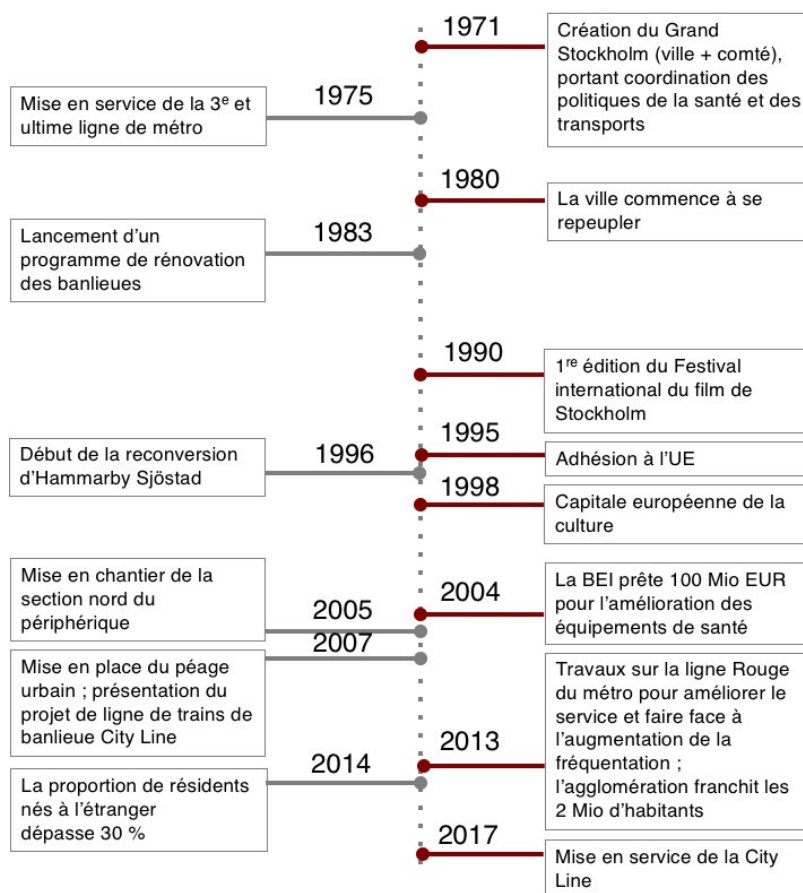 1971
Création du Grand
Stockholm (ville + comté),
portant coordination des
politiques de la santé et des
transports
1975
Mise en service de la 3e et
ultime ligne de métro
1980
La ville commence à se
repeupler
1983
Lancement d’un
programme de rénovation
des banlieues
1990
1re édition du Festival
international du film de
Stockholm
1995
Adhésion à l’UE
1996
Début de la reconversion
d’Hammarby Sjöstad
1998
Capitale européenne de la
culture
2004
La BEI prête 100 Mio EUR
pour l’amélioration des
équipements de santé
2005
Mise en chantier de la
section nord du
périphérique
2007
Mise en place du péage
urbain ; présentation du
projet de ligne de trains de
banlieue City Line
2013
Travaux sur la ligne Rouge
du métro pour améliorer le
service et faire face à
l’augmentation de la
fréquentation ;
l’agglomération franchit les
2 Mio d’habitants
2014
La proportion de résidents
nés à l’étranger
dépasse 30 %
2017
Mise en service de la City
Line